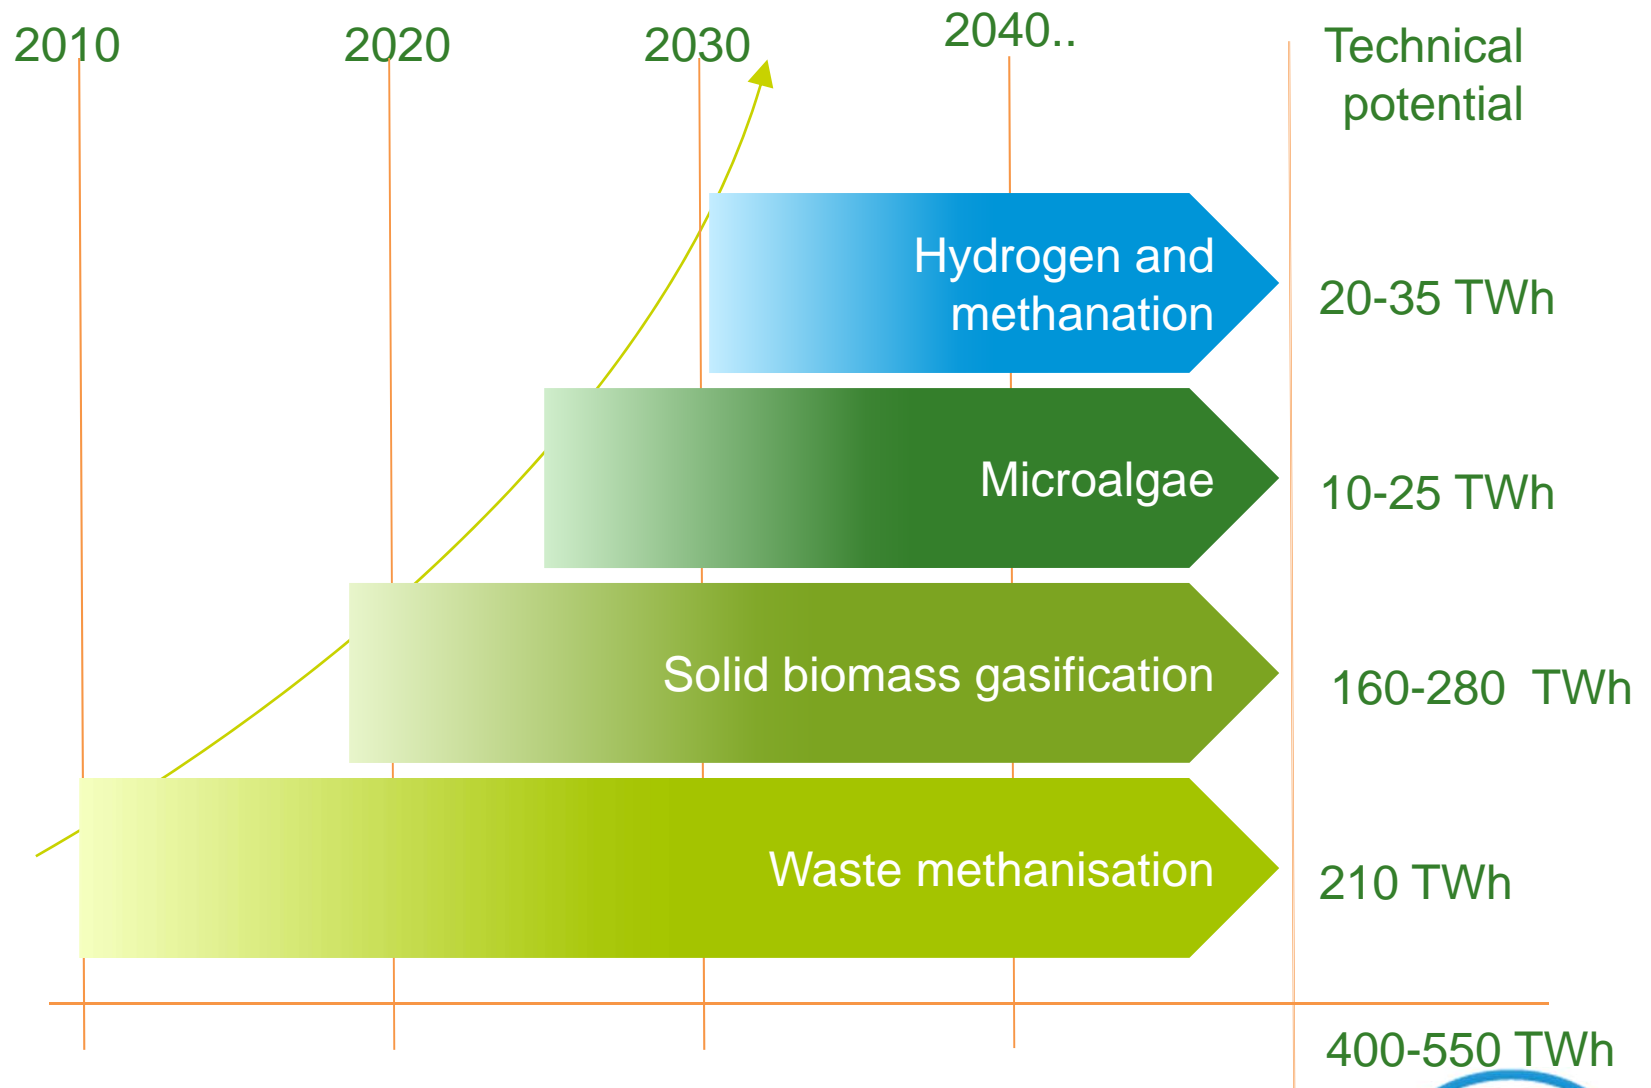 2010 2020 2030 2040..
Technical
potential
Hydrogen and
methanation
20-35 TWh
Microalgae
10-25 TWh
Solid biomass gasification
160-280 TWh
Waste methanisation
210 TWh
400-550 TWh